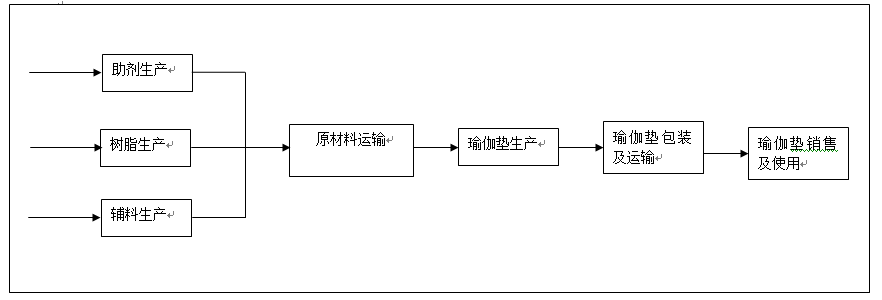 助剂生产
树脂生产
辅料生产
原材料运输
瑜伽垫生产
瑜伽垫包装
及运输
瑜伽垫销售
及使用